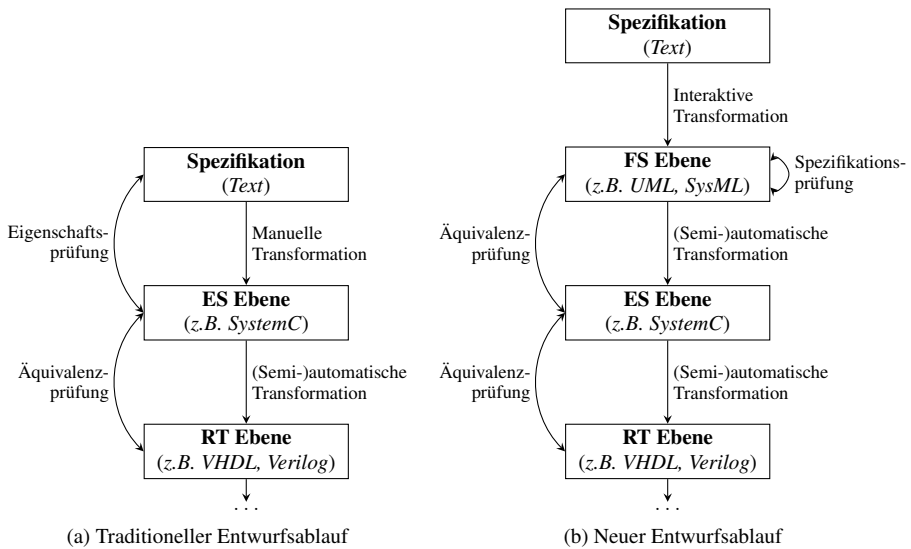 Spezifikation
(Text)
Eigenschafts-
prüfung
Manuelle
Transformation
ES Ebene
(z.B. SystemC)
Äquivalenz-
prüfung
(Semi-)automatische
Transformation
RT Ebene
(z.B. VHDL, Verilog)
. . .
(a) Traditioneller Entwurfsablauf
Spezifikation
(Text)
Interaktive
Transformation
FS Ebene
(z.B. UML, SysML)
Spezifikations-
prüfung
Äquivalenz-
prüfung
(Semi-)automatische
Transformation
ES Ebene
(z.B. SystemC)
Äquivalenz-
prüfung
(Semi-)automatische
Transformation
RT Ebene
(z.B. VHDL, Verilog)
. . .
(b) Neuer Entwurfsablauf